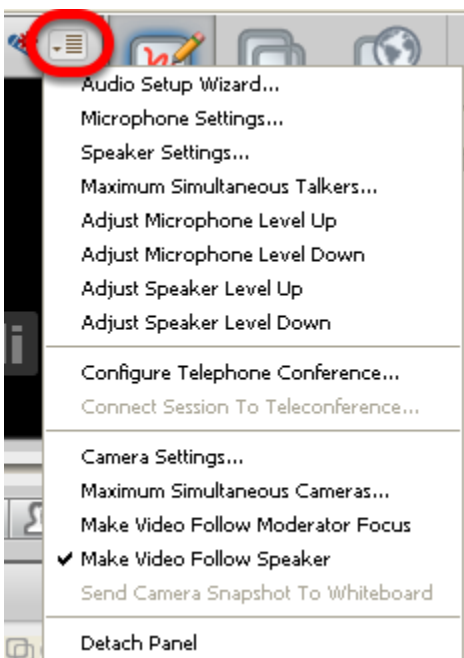 Audio Setup Wizard...
Microphone Settings...
Speaker Settings...
Maximum Simultaneous Talkers...
Adjust Microphone Level Up
Adjust Microphone Level Down
Adjust Speaker Level Up
Adjust Speaker Level Down
Configure Telephone Conference...
Connect Session To Teleconference...
Camera Settings...
Maximum Simultaneous Cameras...
Make Video Follow Moderator Focus
Make Video Follow Speaker
Send Camera Snapshot To Whiteboard
Detach Panel